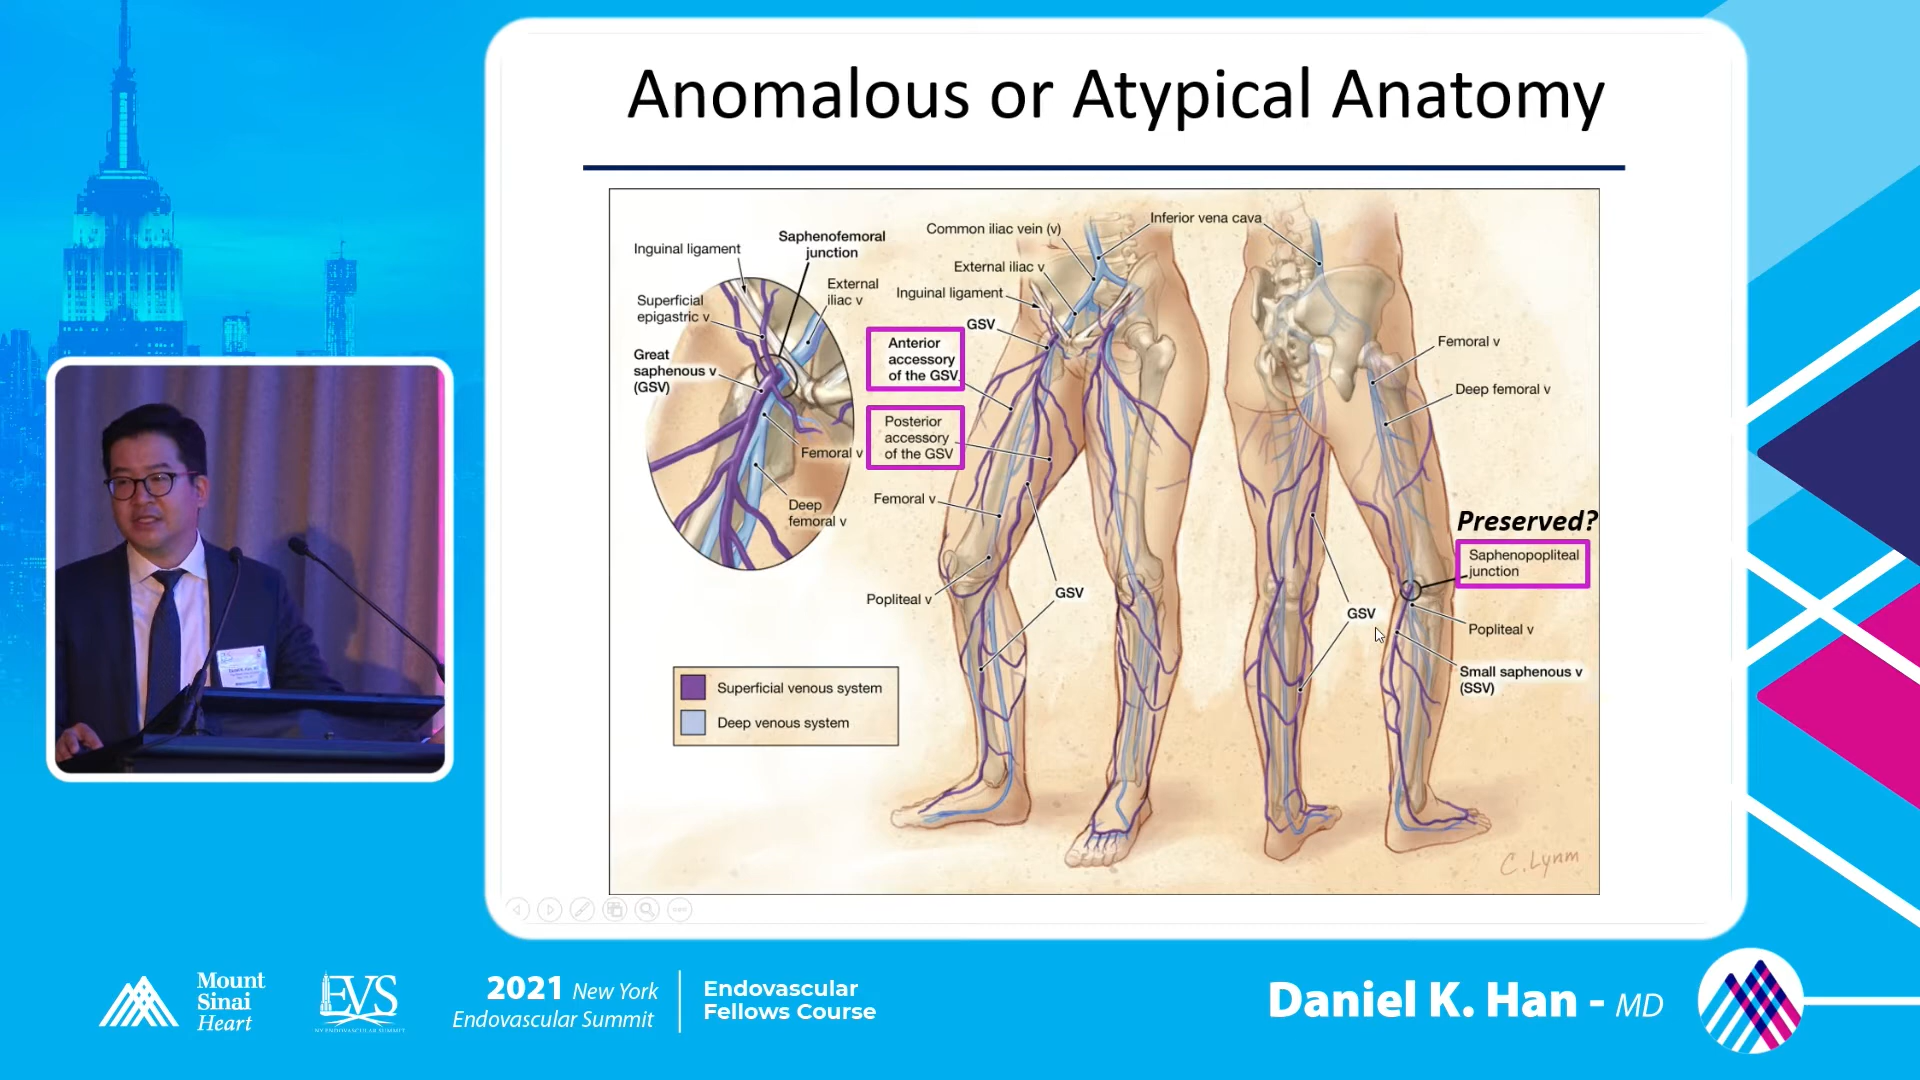 Anomalous or Atypical Anatomy
Inguinal ligament
Saphenofemoral
junction
Superficial
epigastric v
External
iliac v
Great
saphenous v
(GSV)
Femoral v
Deep
femoral v
Common iliac vein (v)
Inferior vena cava
External iliac v
Inguinal ligament
GSV
Anterior
accessory
of the GSV
Posterior
accessory
of the GSV
Femoral v
Popliteal v
GSV
Femoral v
Deep femoral v
Preserved?
Saphenopopliteal
junction
GSV
Popliteal v
Small saphenous v
(SSV)
Superficial venous system
Deep venous system
C. Lynm
Mount
Sinai
Heart
EVS
NY ENDOVASCULAR SUMMIT
2021 New York
Endovascular Summit
Endovascular
Fellows Course
Daniel K. Han - MD